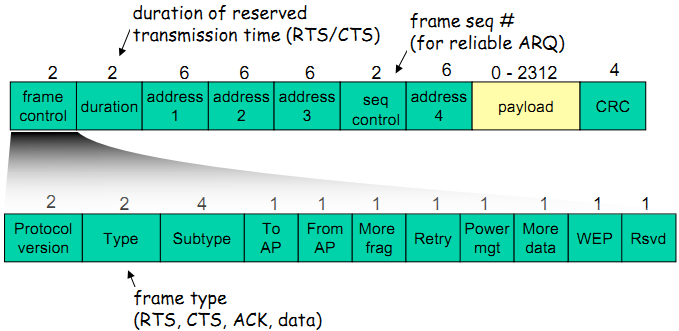 duration of reserved
transmission time (RTS/CTS)
frame seq #
(for reliable ARQ)
2 2 6 6 6 2 6 0 - 2312 4
frame
control
duration
address
1
address
2
address
3
seq
control
address
4
payload
CRC
2 2 4 1 1 1 1 1 1 1 1
Protocol
version
Type
Subtype
To
AP
From
AP
More
frag
Retry
Power
mgt
More
data
WEP
Rsvd
frame type
(RTS, CTS, ACK, data)